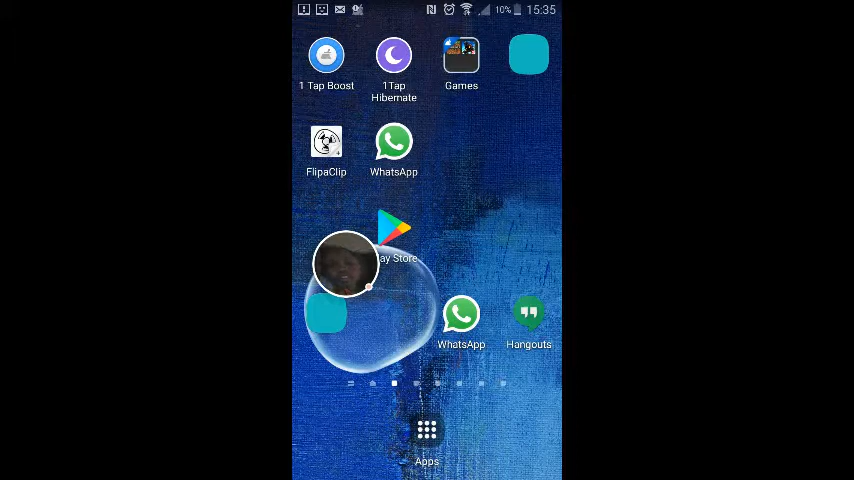 10% 15:35
1 Tap Boost
1Tap
Hibernate
Games
FlipaClip
WhatsApp
ay Store
WhatsApp
Hangouts
Apps